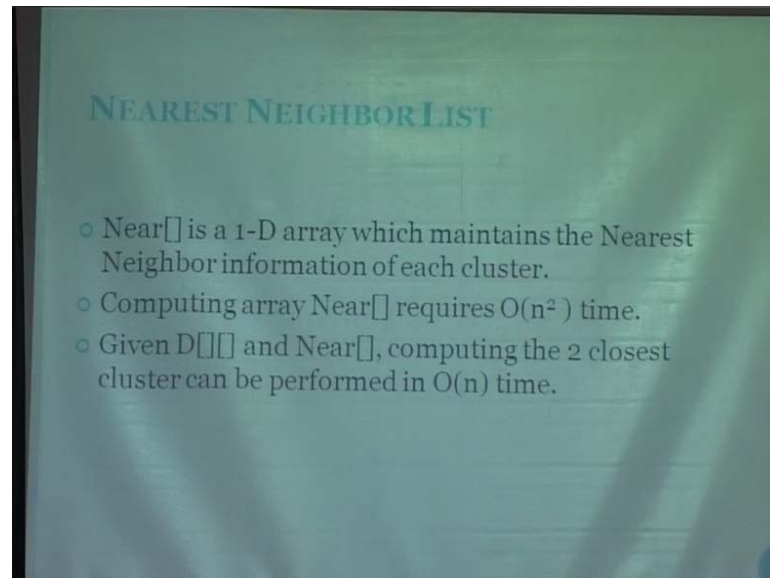 NEAREST NEIGHBOR LIST
Near[] is a 1-D array which maintains the Nearest
Neighbor information of each cluster.
Computing array Near[] requires O(n²) time.
Given D[][] and Near[], computing the 2 closest
cluster can be performed in O(n) time.